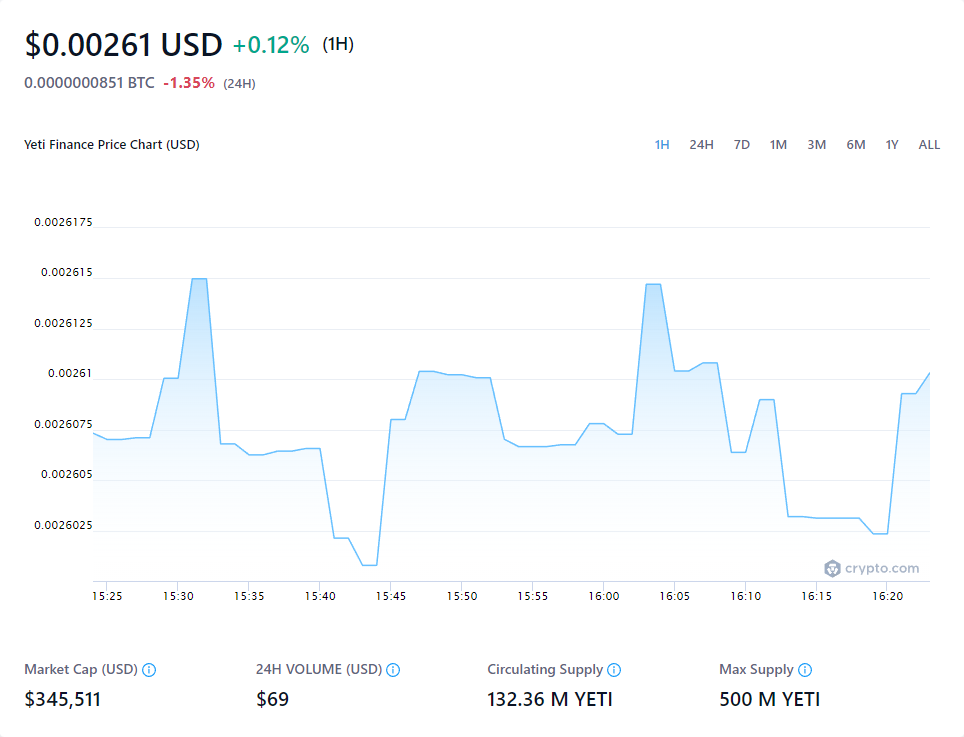 $0.00261 USD +0.12% (1H)
0.0000000851 BTC -1.35% (24H)
Yeti Finance Price Chart (USD)
1H 24H 7D 1M 3M 6M 1Y ALL
0.0026175
0.002615
0.0026125
0.00261
0.0026075
0.002605
0.0026025
crypto.com
15:25 15:30 15:35 15:40 15:45 15:50 15:55 16:00 16:05 16:10 16:15 16:20
Market Cap (USD) 24H VOLUME (USD) Circulating Supply Max Supply
$345,511 $69 132.36 M YETI 500 M YETI